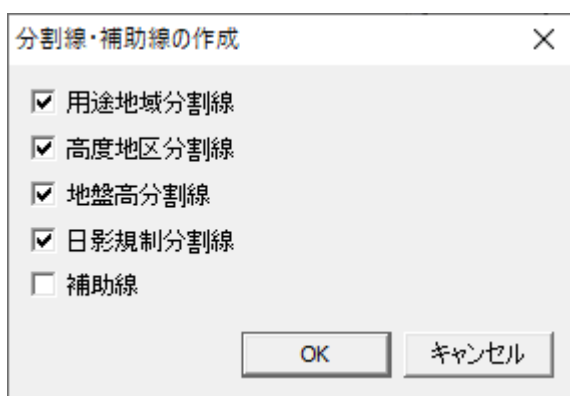 分割線・補助線の作成
用途地域分割線
高度地区分割線
地盤高分割線
日影規制分割線
補助線
OK キャンセル